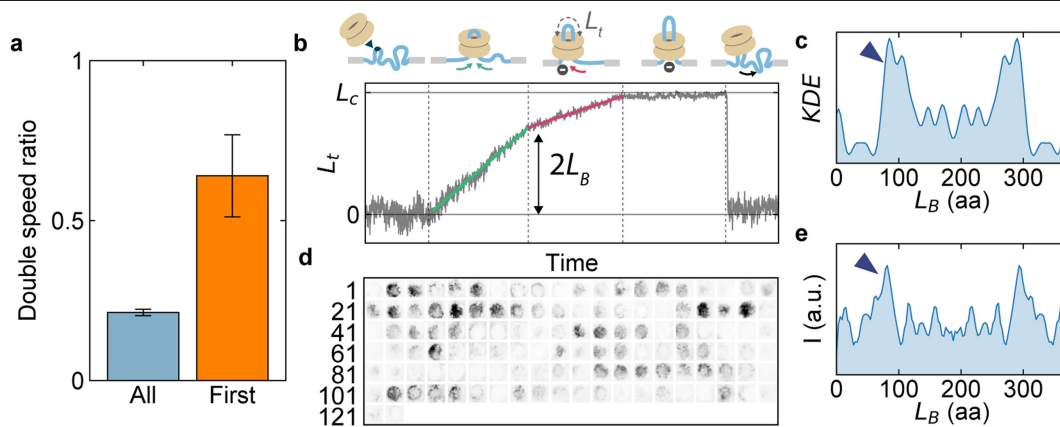 a
Double speed ratio
1
0.5
0
All
First
b
L_t
L_C
L_t
0
2L_B
Time
c
KDE
0
100
200
300
L_B (aa)
d
1
21
41
61
81
101
121
e
I (a.u.)
0
100
200
300
L_B (aa)